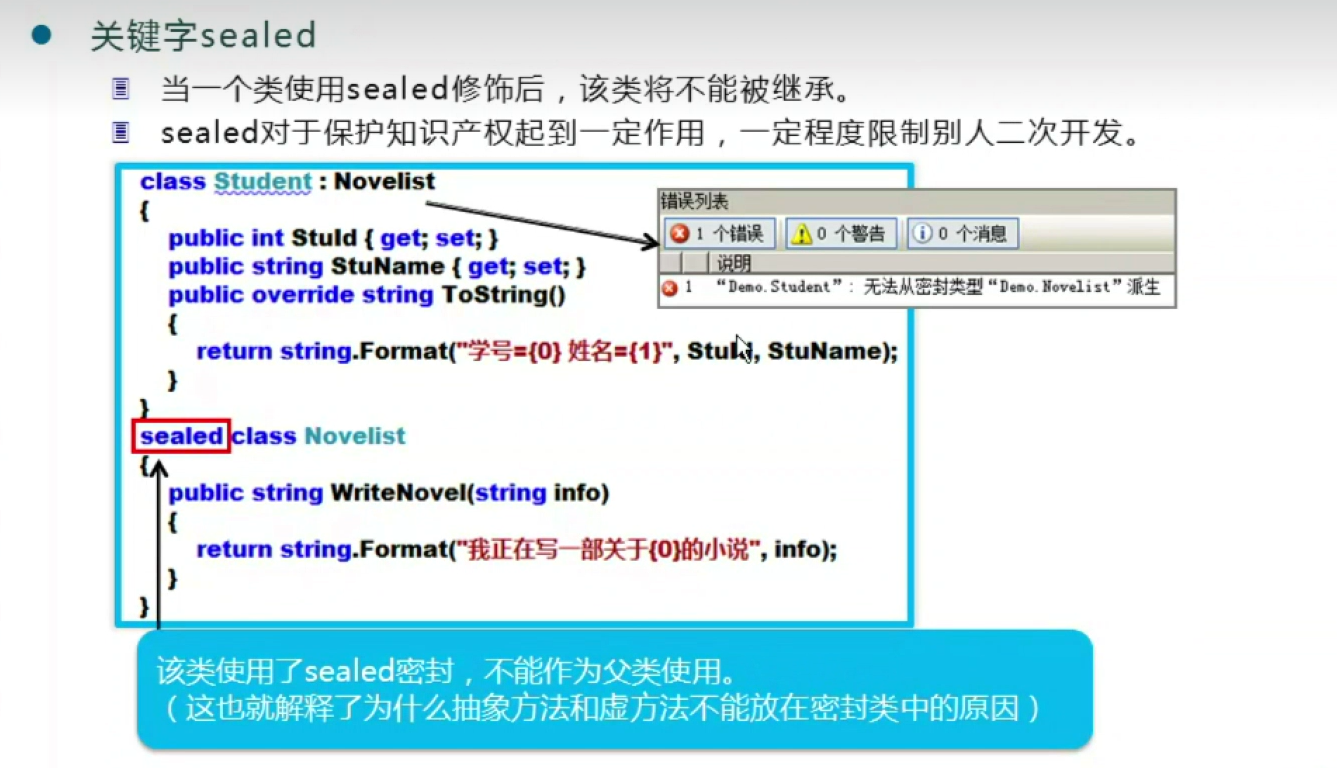 关键字sealed
当一个类使用sealed修饰后，该类将不能被继承。
sealed对于保护知识产权起到一定作用，一定程度限制别人二次开发。
class Student : Novelist
{
public int StuId { get; set; }
public string StuName { get; set; }
public override string ToString()
{
return string.Format("学号={0} 姓名={1}", StuId, StuName);
}
}
sealed class Novelist
{
public string WriteNovel(string info)
{
return string.Format("我正在写一部关于{0}的小说", info);
}
}
错误列表
1 个错误 0 个警告 0 个消息
说明
1 “Demo.Student”: 无法从密封类型“Demo.Novelist”派生
该类使用了sealed密封，不能作为父类使用。
（这也就解释了为什么抽象方法和虚方法不能放在密封类中的原因）